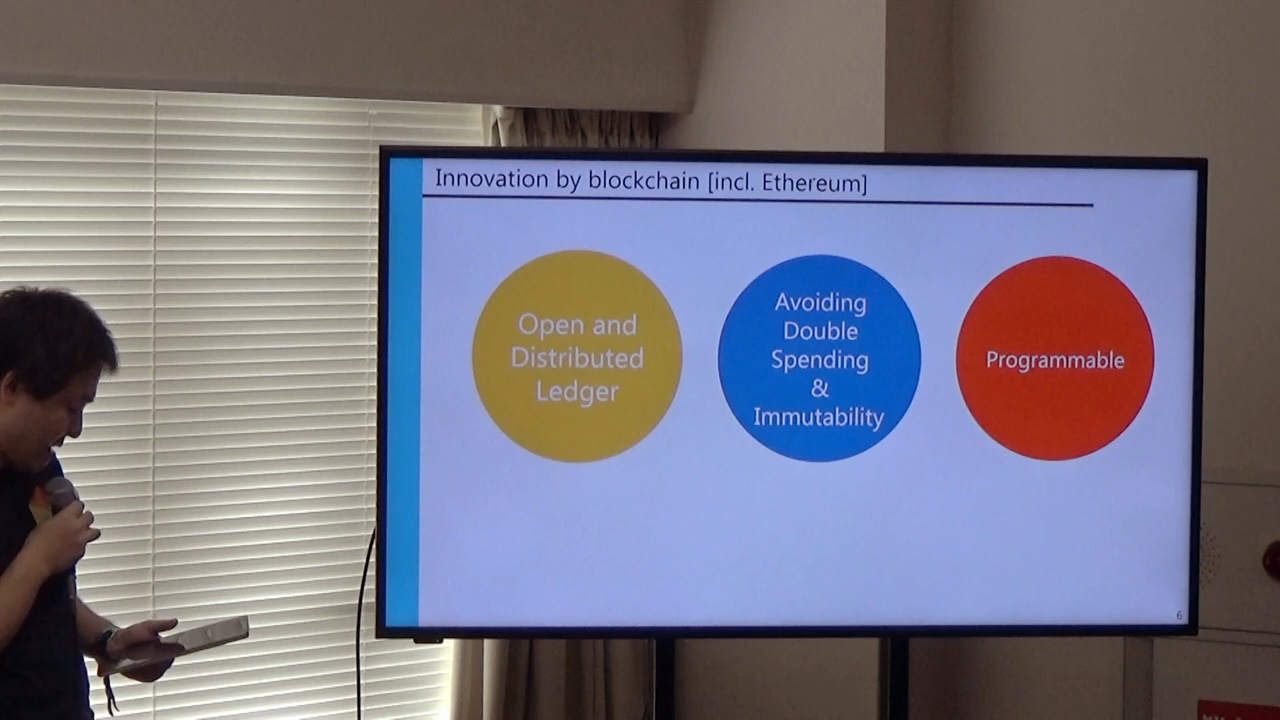 Innovation by blockchain [incl. Ethereum]
Open and
Distributed
Ledger
Avoiding
Double
Spending
&
Immutability
Programmable
6